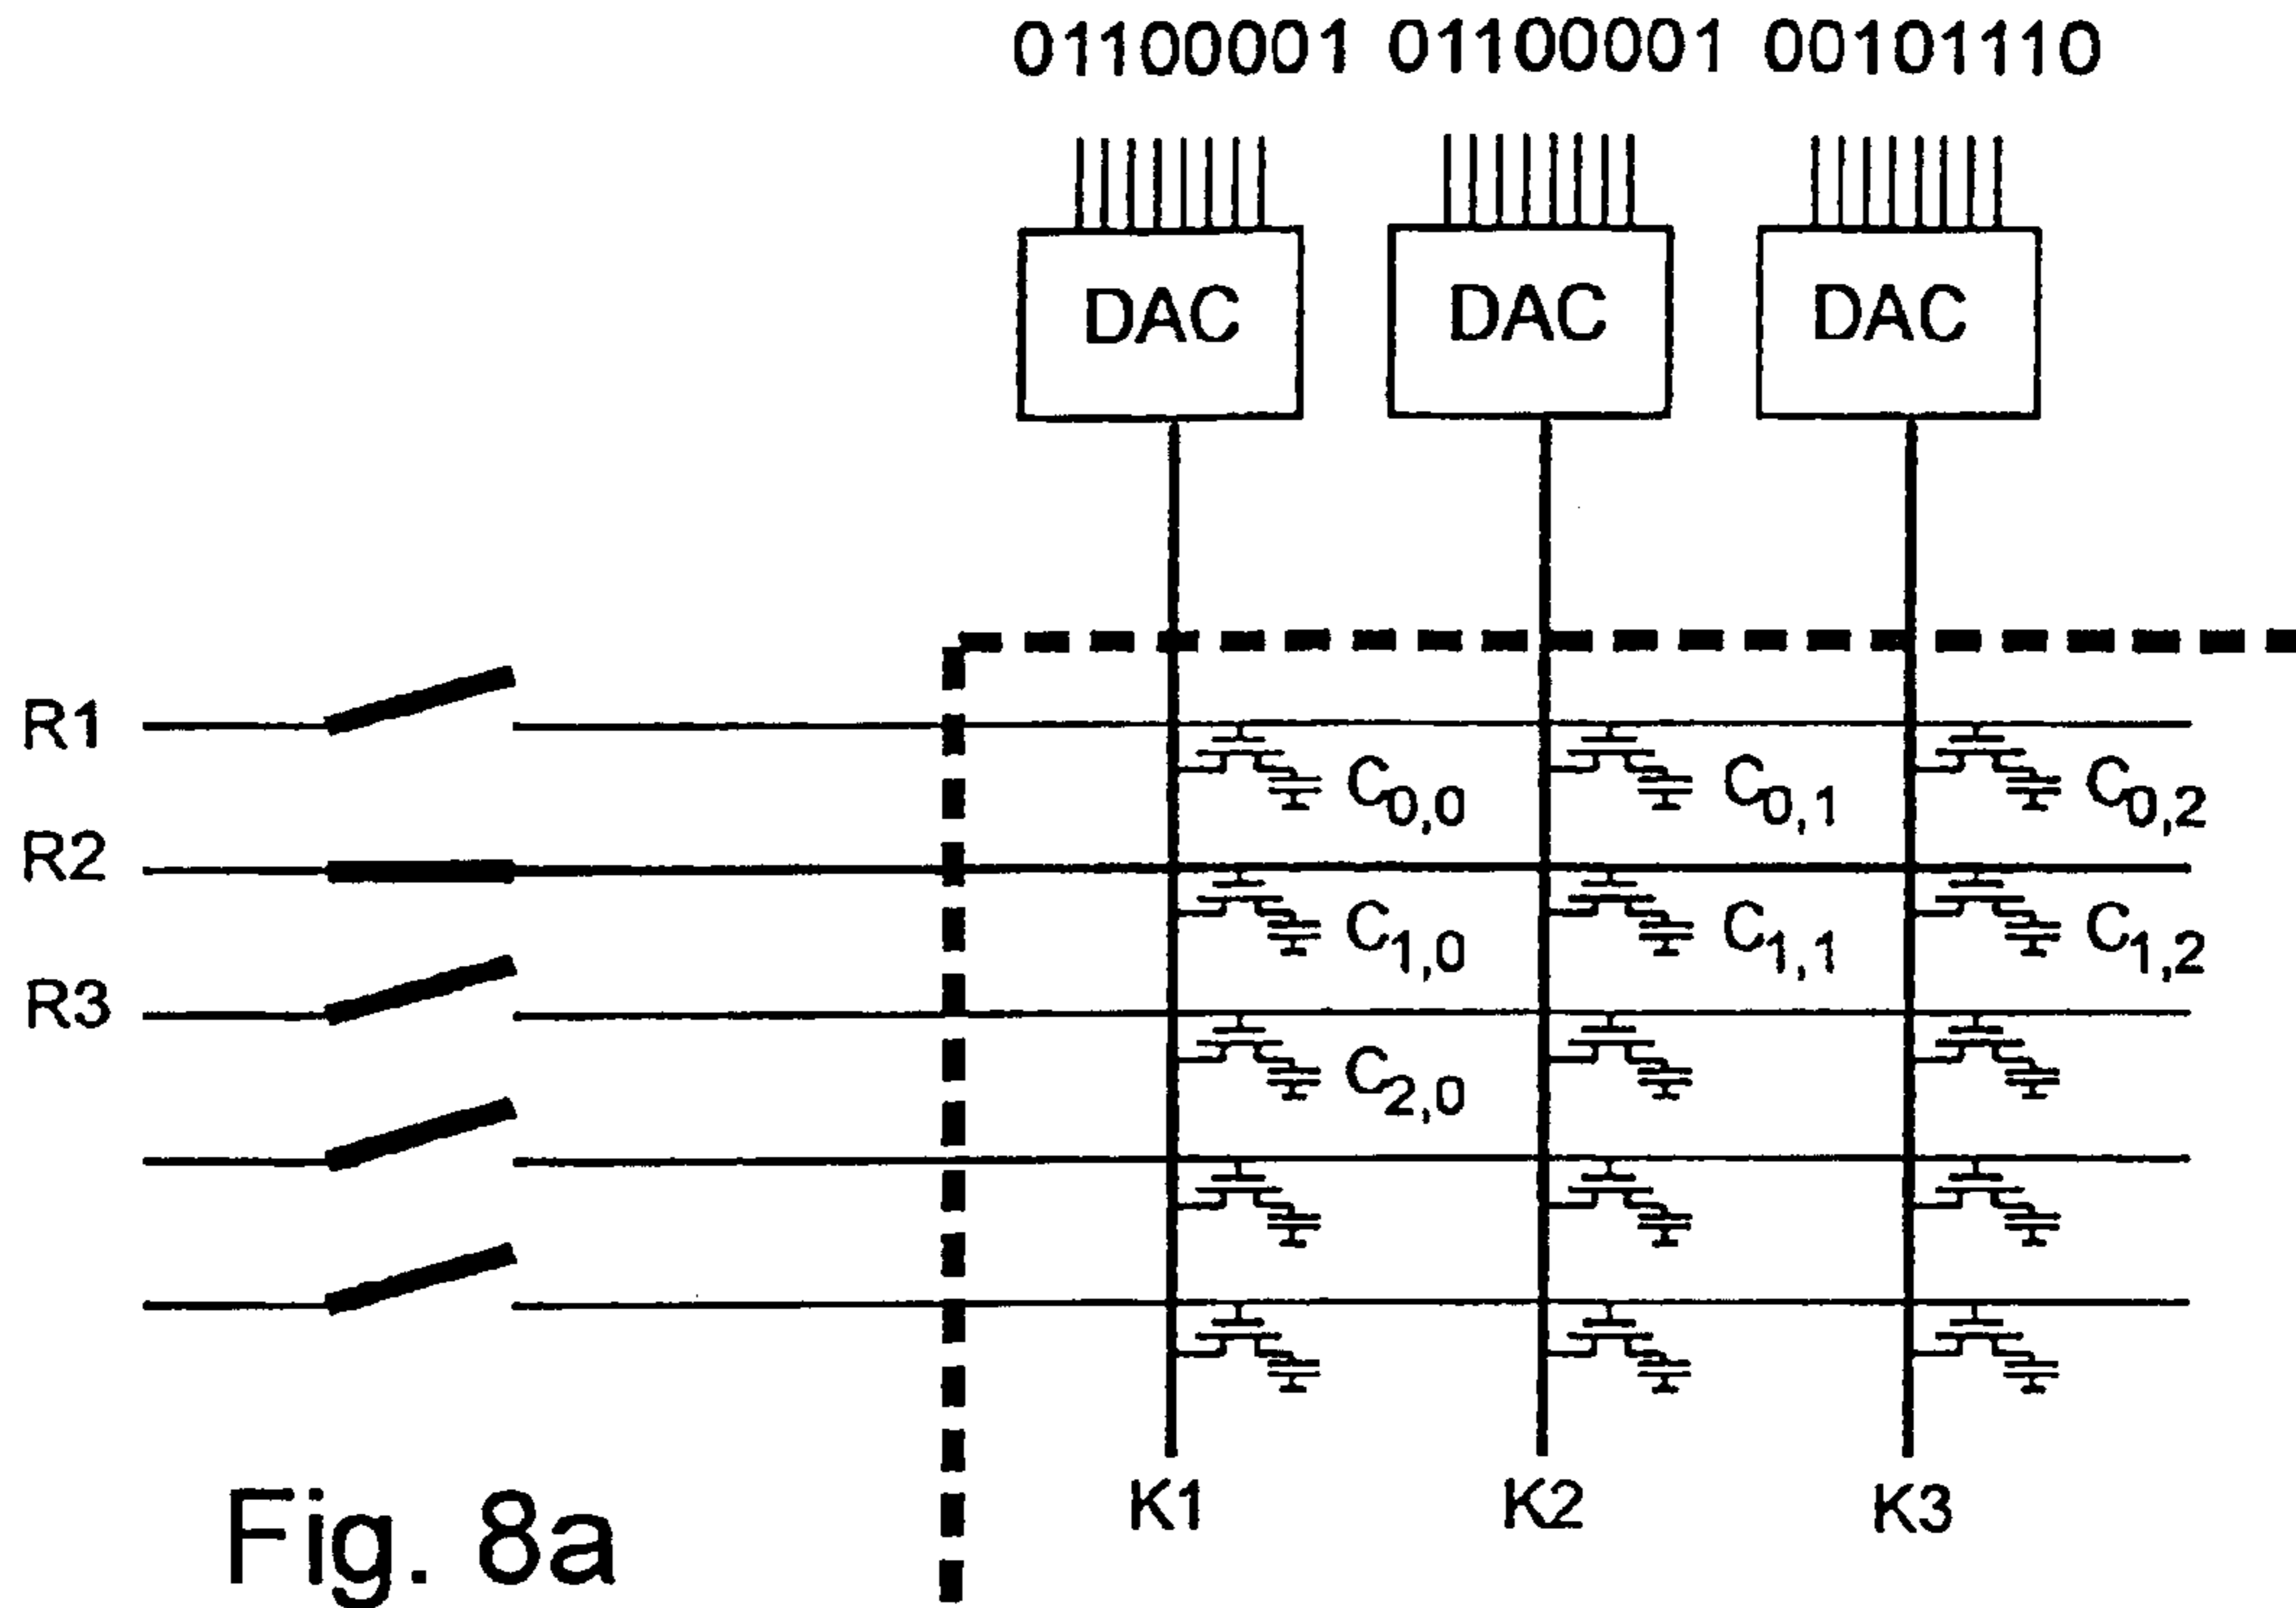 01100001 01100001 00101110
DAC DAC DAC
R1
C0,0 C0,1 C0,2
R2
C1,0 C1,1 C1,2
R3
C2,0
K1 K2 K3
Fig. 8a